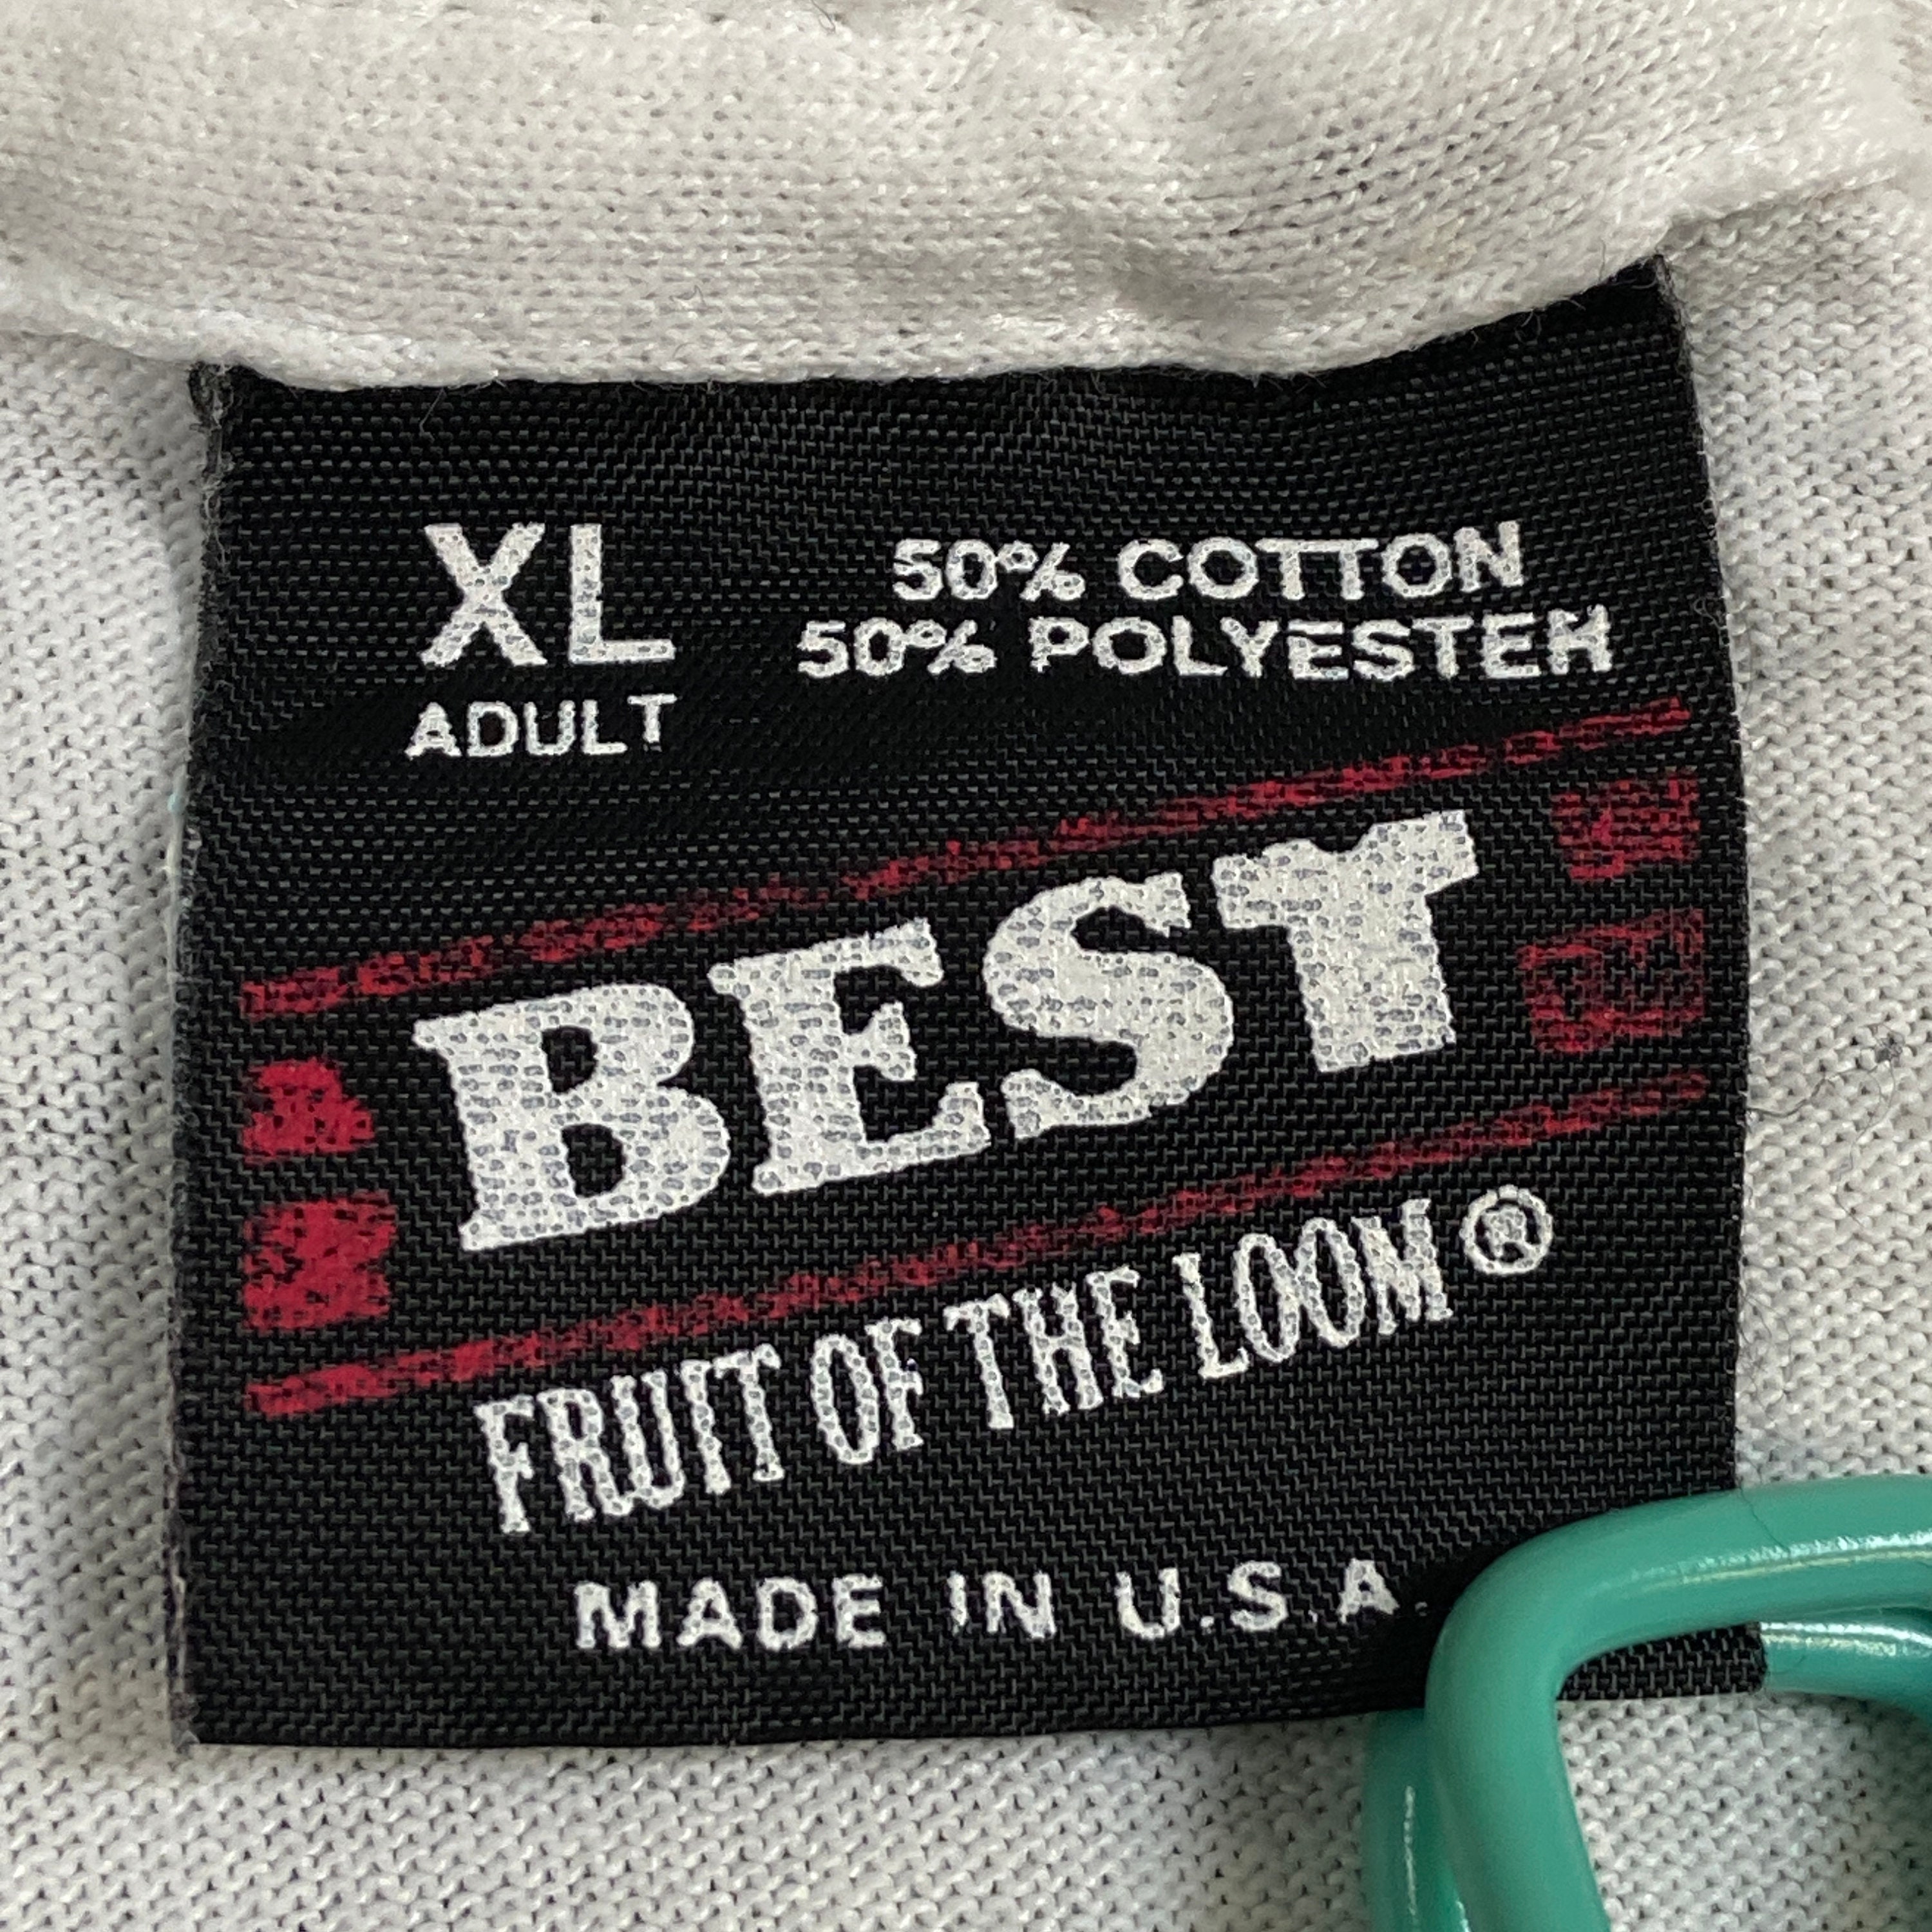 XL
ADULT
50% COTTON
50% POLYESTER
BEST
FRUIT OF THE LOOM®
MADE IN U.S.A.